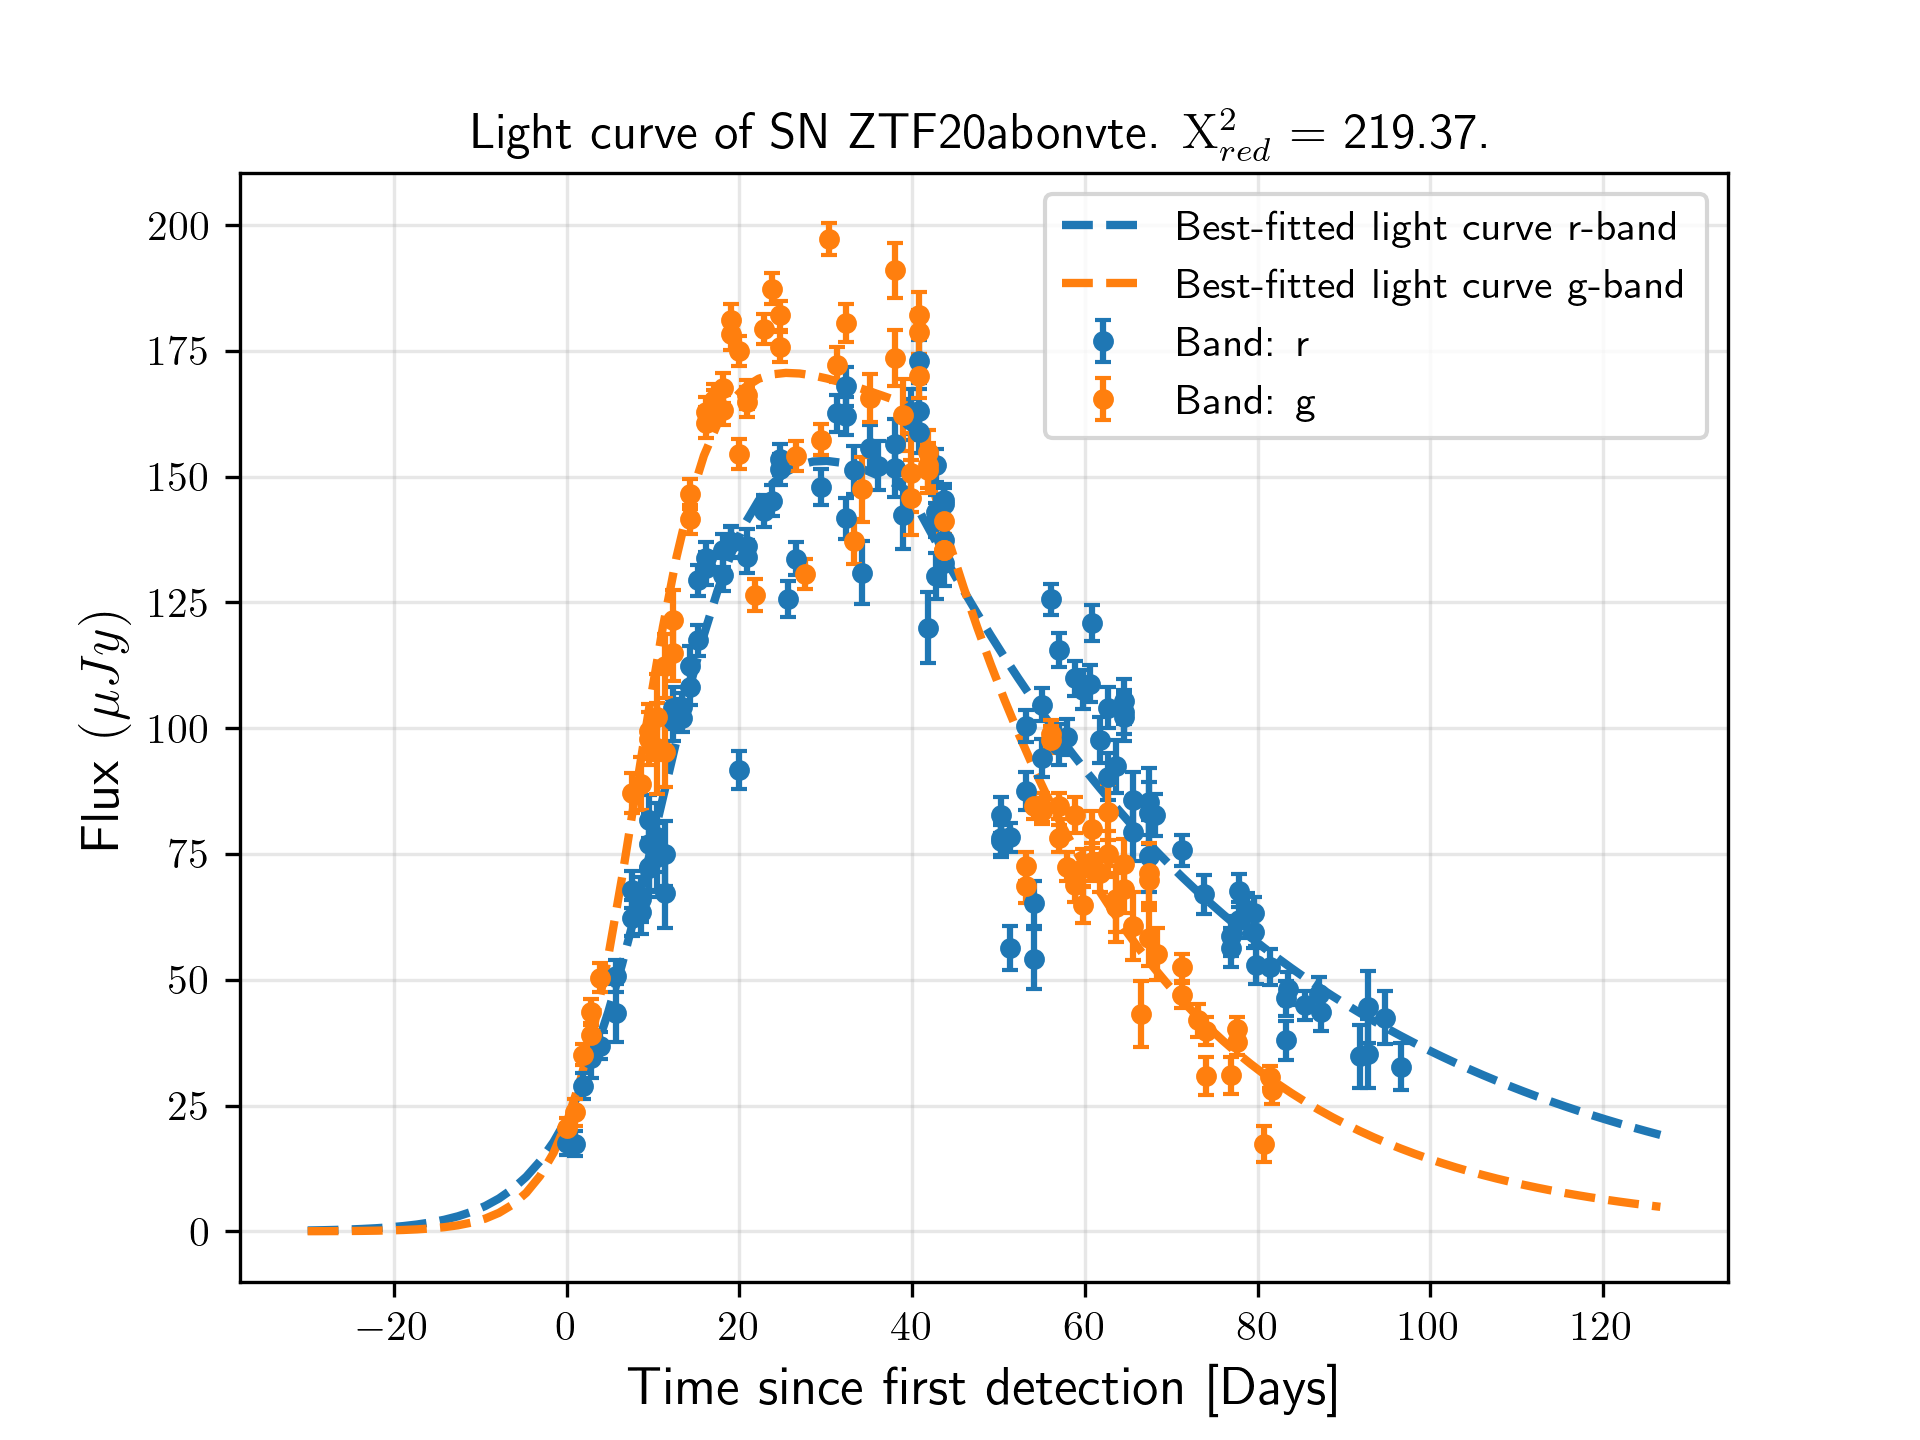 Light curve of SN ZTF20abonvte. X²_red = 219.37.
Best-fitted light curve r-band
Best-fitted light curve g-band
Band: r
Band: g
Flux (μJy)
200
175
150
125
100
75
50
25
0
−20 0 20 40 60 80 100 120
Time since first detection [Days]